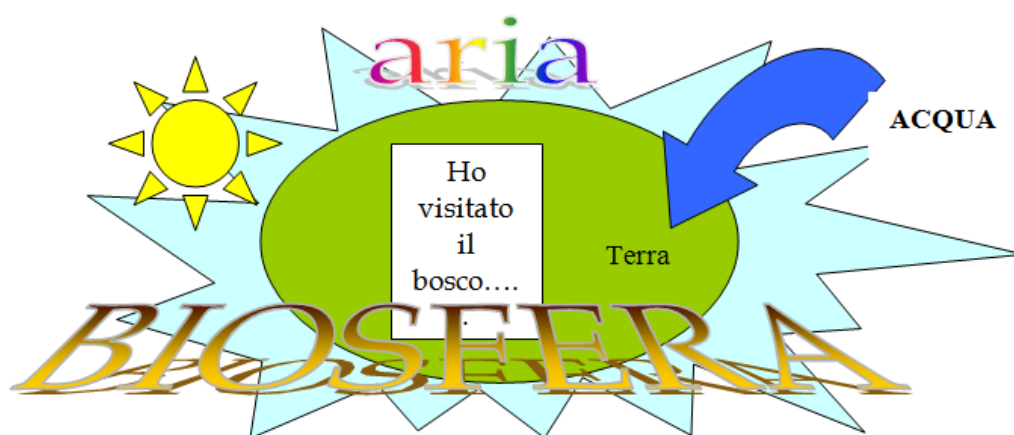 aria
ACQUA
Ho
visitato
il
bosco….
.
Terra
BIOSFERA